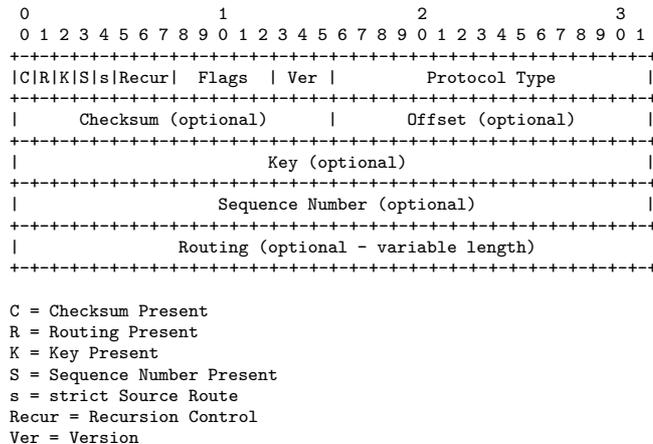 0                   1                   2                   3
 0 1 2 3 4 5 6 7 8 9 0 1 2 3 4 5 6 7 8 9 0 1 2 3 4 5 6 7 8 9 0 1
+-+-+-+-+-+-+-+-+-+-+-+-+-+-+-+-+-+-+-+-+-+-+-+-+-+-+-+-+-+-+-+-+
|C|R|K|S|s|Recur|  Flags  | Ver |         Protocol Type         |
+-+-+-+-+-+-+-+-+-+-+-+-+-+-+-+-+-+-+-+-+-+-+-+-+-+-+-+-+-+-+-+-+
|      Checksum (optional)      |       Offset (optional)       |
+-+-+-+-+-+-+-+-+-+-+-+-+-+-+-+-+-+-+-+-+-+-+-+-+-+-+-+-+-+-+-+-+
|                         Key (optional)                        |
+-+-+-+-+-+-+-+-+-+-+-+-+-+-+-+-+-+-+-+-+-+-+-+-+-+-+-+-+-+-+-+-+
|                    Sequence Number (optional)                 |
+-+-+-+-+-+-+-+-+-+-+-+-+-+-+-+-+-+-+-+-+-+-+-+-+-+-+-+-+-+-+-+-+
|                Routing (optional - variable length)
+-+-+-+-+-+-+-+-+-+-+-+-+-+-+-+-+-+-+-+-+-+-+-+-+-+-+-+-+-+-+-+-+
C = Checksum Present
R = Routing Present
K = Key Present
S = Sequence Number Present
s = strict Source Route
Recur = Recursion Control
Ver = Version